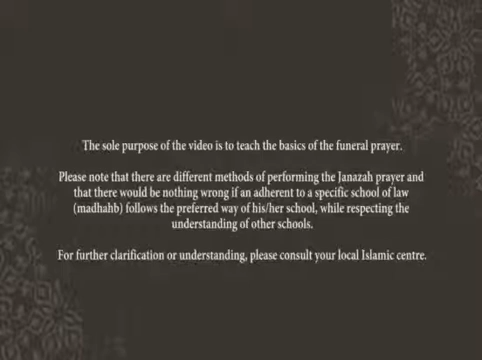 The sole purpose of the video is to teach the basics of the funeral prayer.
Please note that there are different methods of performing the Janazah prayer and
that there would be nothing wrong if an adherent to a specific school of law
(madhahb) follows the preferred way of his/her school, while respecting the
understanding of other schools.
For further clarification or understanding, please consult your local Islamic centre.